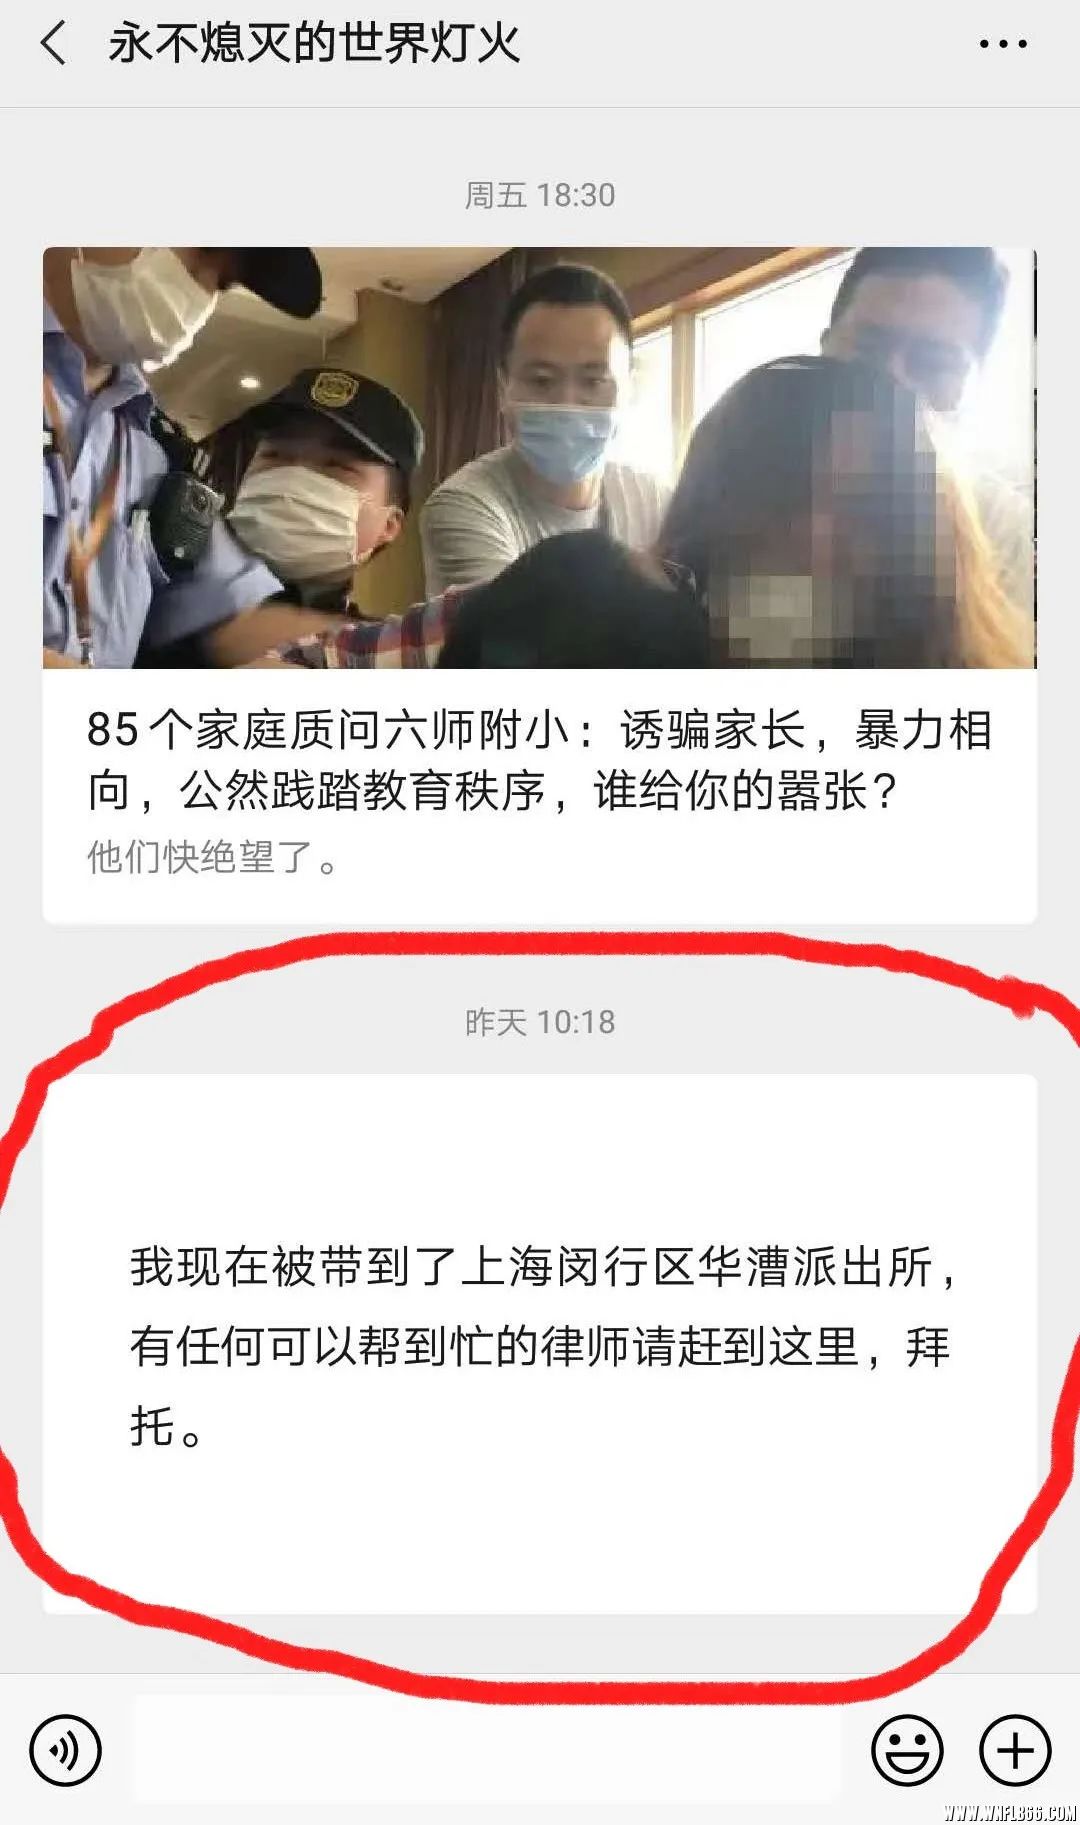 永不熄灭的世界灯火
周五 18:30
85个家庭质问六师附小：诱骗家长，暴力相
向，公然践踏教育秩序，谁给你的嚣张？
他们快绝望了。
昨天 10:18
我现在被带到了上海闵行区华漕派出所，
有任何可以帮到忙的律师请赶到这里，拜
托。
WWW.WNFLB66.COM